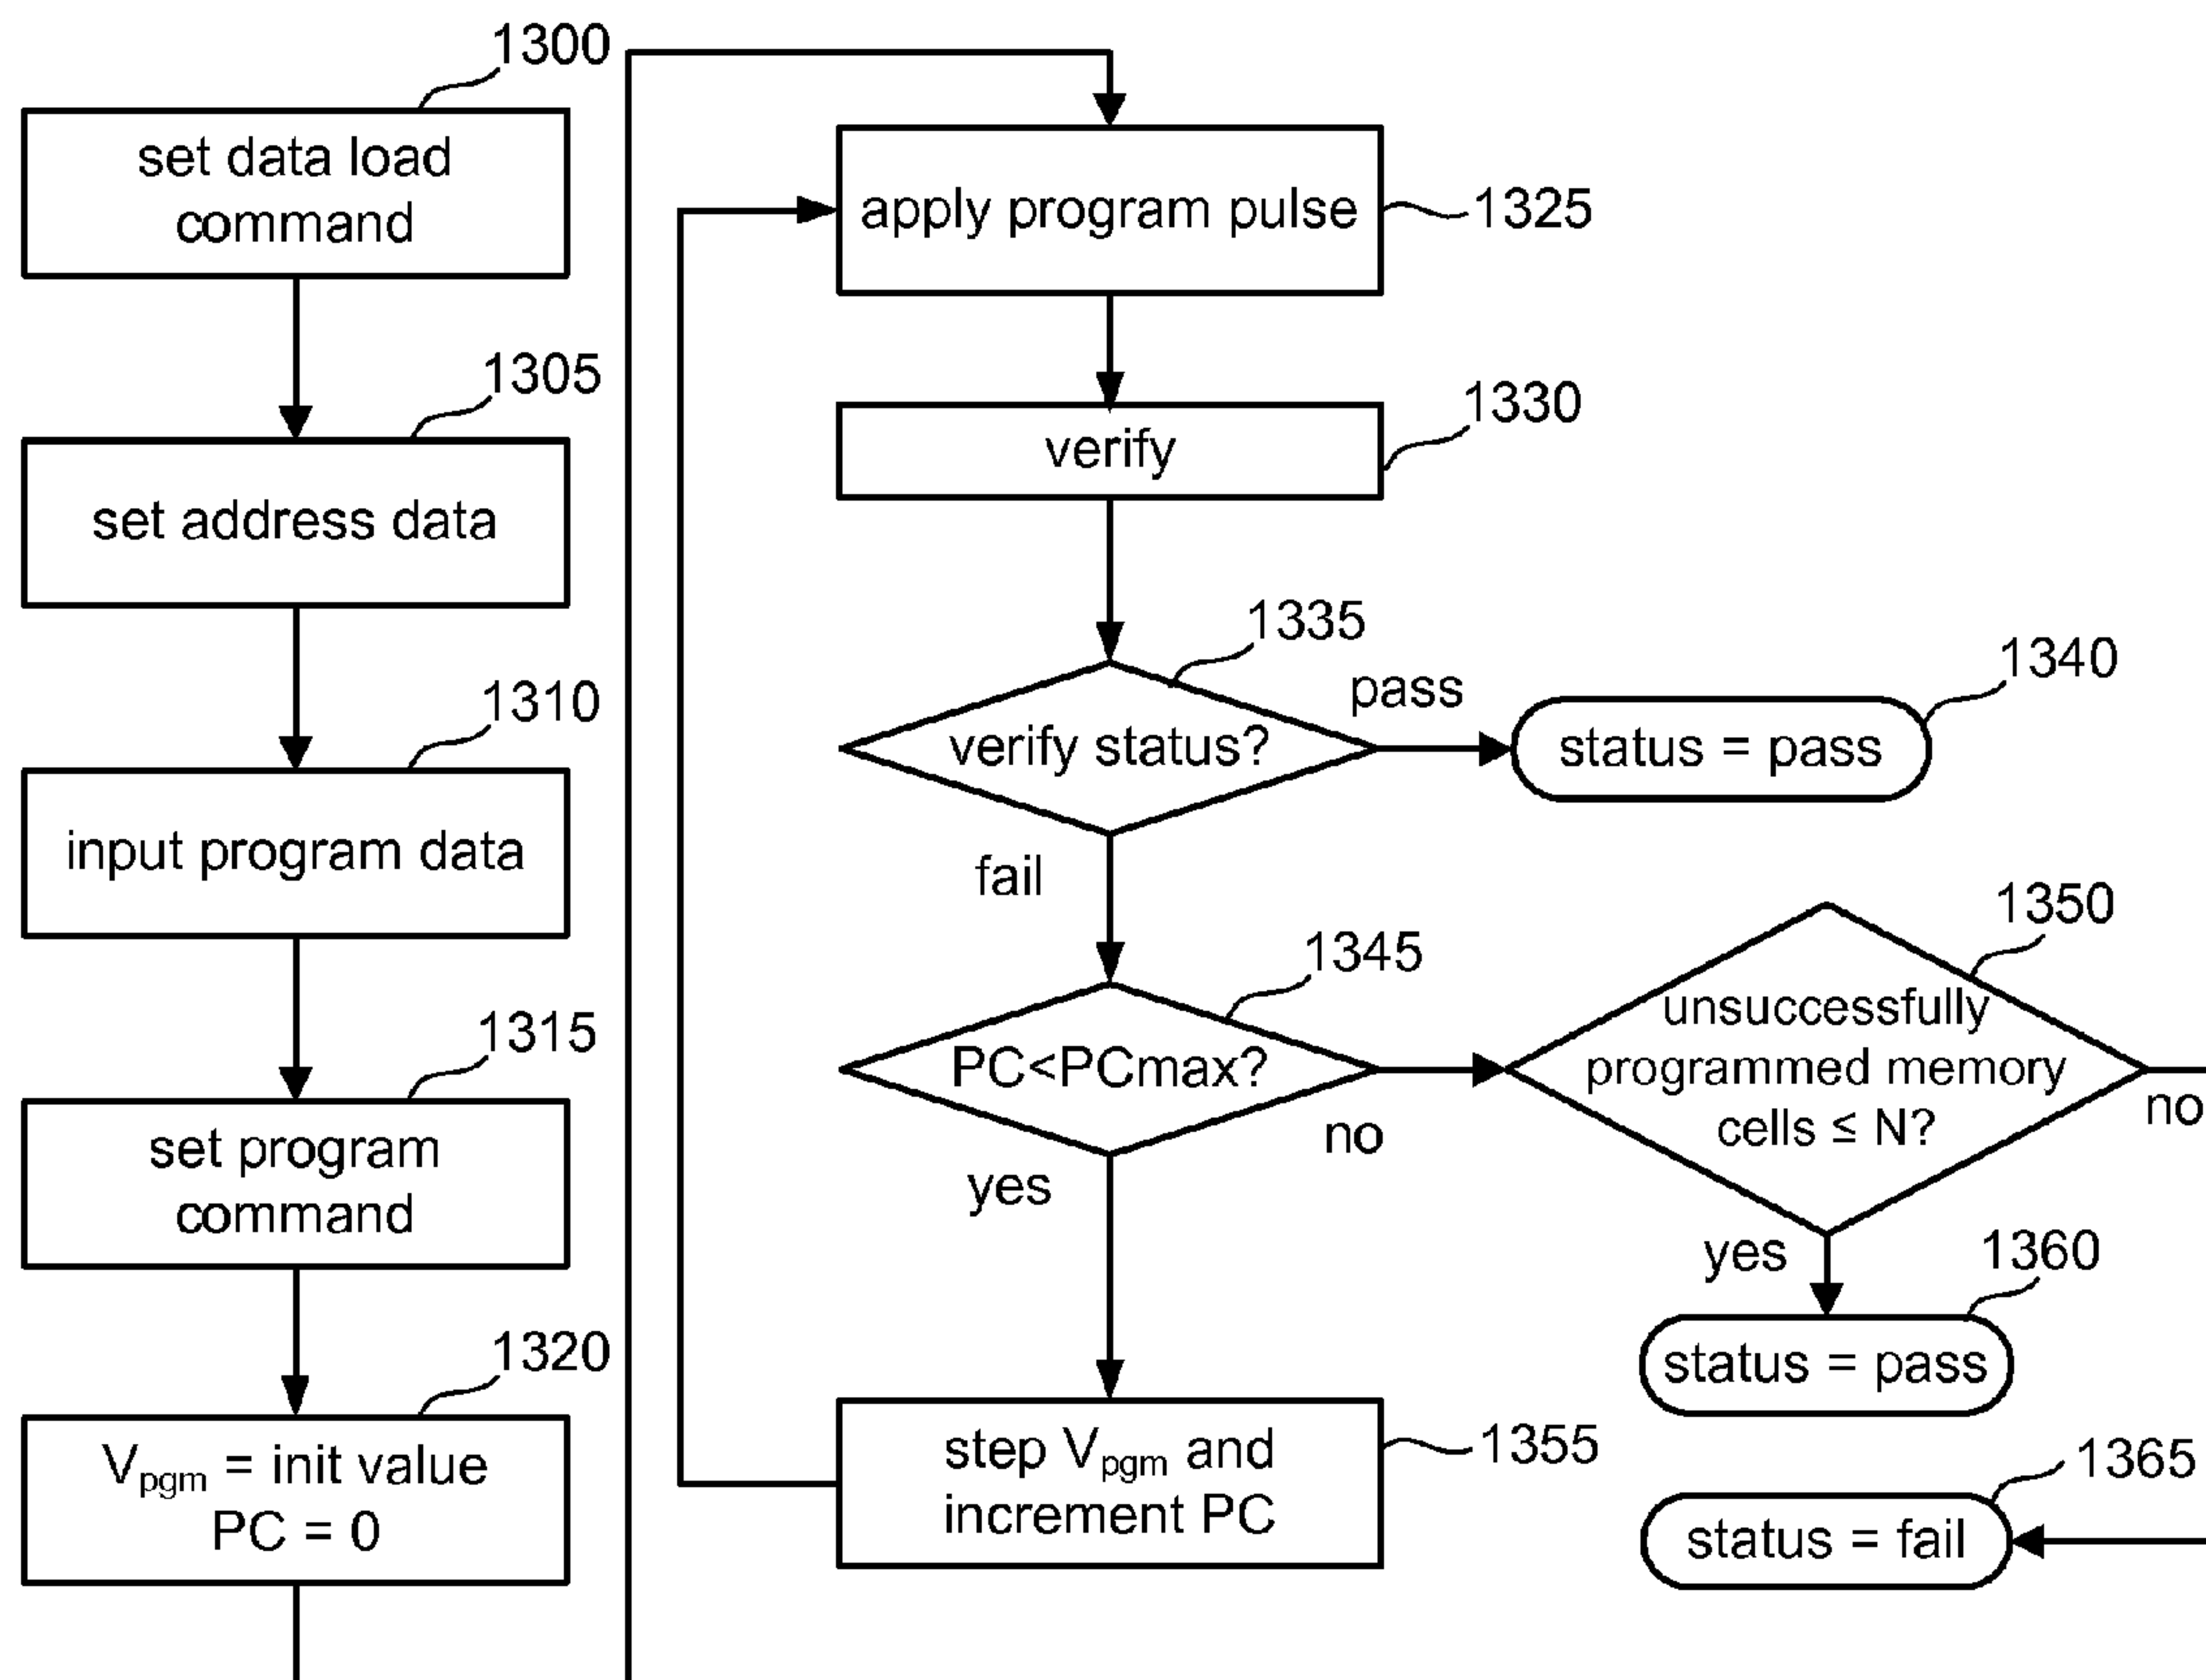 1300
set data load
command
1305
set address data
1310
input program data
1315
set program
command
1320
Vpgm = init value
PC = 0
apply program pulse
1325
1330
verify
1335
verify status?
pass
1340
status = pass
fail
1345
PC<PCmax?
no
yes
1350
unsuccessfully
programmed memory
cells ≤ N?
no
yes
1360
status = pass
step Vpgm and
increment PC
1355
1365
status = fail